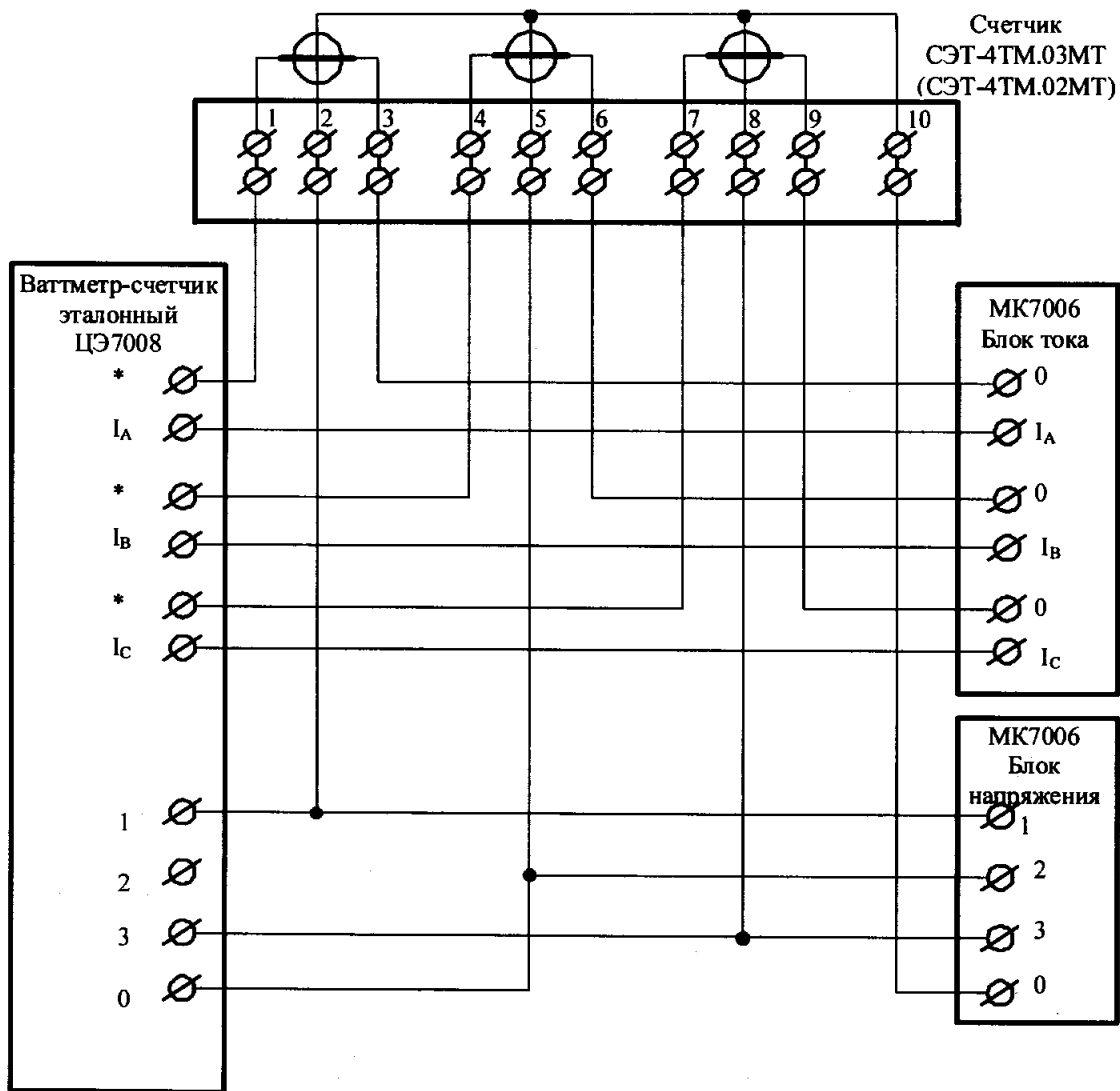 Счетчик
СЭТ-4ТМ.03МТ
(СЭТ-4ТМ.02МТ)
1 2 3 4 5 6 7 8 9 10
Ваттметр-счетчик
эталонный
ЦЭ7008
*
IA
*
IB
*
IC
1
2
3
0
МК7006
Блок тока
0
IA
0
IB
0
IC
МК7006
Блок
напряжения
1
2
3
0